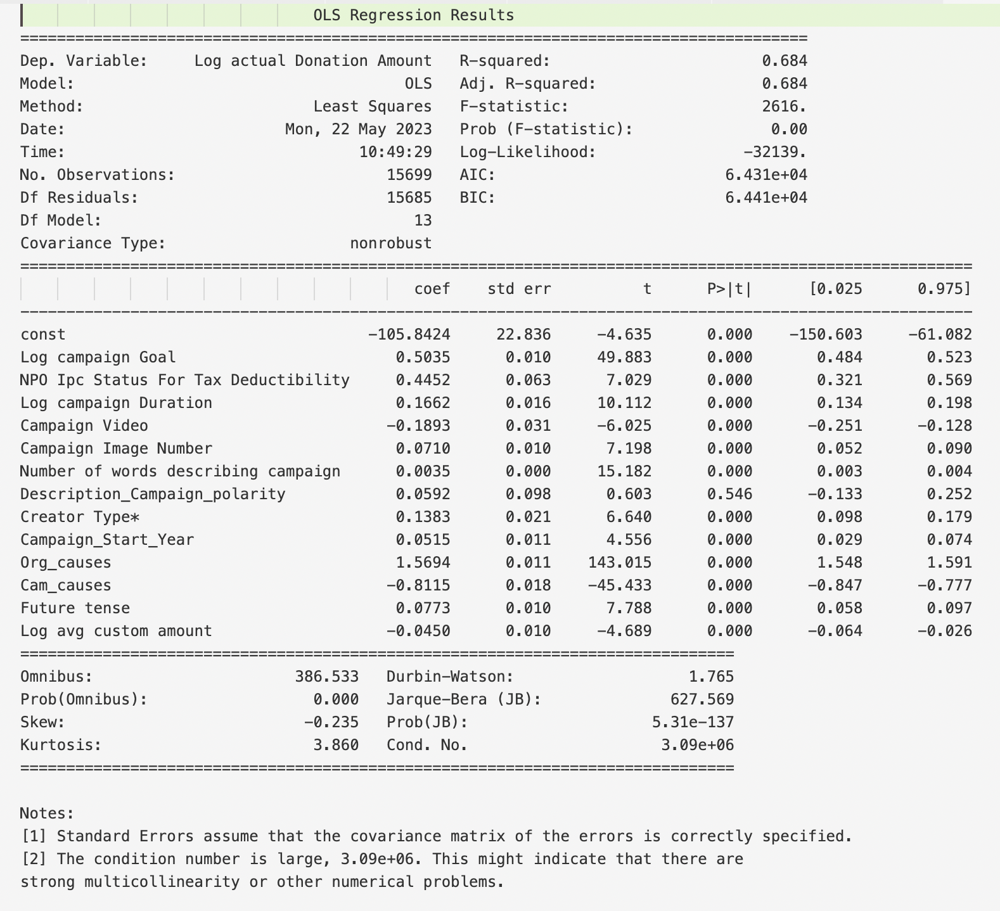 OLS Regression Results
==============================================================================
Dep. Variable: Log actual Donation Amount R-squared: 0.684
Model: OLS Adj. R-squared: 0.684
Method: Least Squares F-statistic: 2616.
Date: Mon, 22 May 2023 Prob (F-statistic): 0.00
Time: 10:49:29 Log-Likelihood: -32139.
No. Observations: 15699 AIC: 6.431e+04
Df Residuals: 15685 BIC: 6.441e+04
Df Model: 13
Covariance Type: nonrobust
==============================================================================
coef std err t P>|t| [0.025 0.975]
------------------------------------------------------------------------------
const -105.8424 22.836 -4.635 0.000 -150.603 -61.082
Log campaign Goal 0.5035 0.010 49.883 0.000 0.484 0.523
NPO Ipc Status For Tax Deductibility 0.4452 0.063 7.029 0.000 0.321 0.569
Log campaign Duration 0.1662 0.016 10.112 0.000 0.134 0.198
Campaign Video -0.1893 0.031 -6.025 0.000 -0.251 -0.128
Campaign Image Number 0.0710 0.010 7.198 0.000 0.052 0.090
Number of words describing campaign 0.0035 0.000 15.182 0.000 0.003 0.004
Description_Campaign_polarity 0.0592 0.098 0.603 0.546 -0.133 0.252
Creator Type* 0.1383 0.021 6.640 0.000 0.098 0.179
Campaign_Start_Year 0.0515 0.011 4.556 0.000 0.029 0.074
Org_causes 1.5694 0.011 143.015 0.000 1.548 1.591
Cam_causes -0.8115 0.018 -45.433 0.000 -0.847 -0.777
Future tense 0.0773 0.010 7.788 0.000 0.058 0.097
Log avg custom amount -0.0450 0.010 -4.689 0.000 -0.064 -0.026
==============================================================================
Omnibus: 386.533 Durbin-Watson: 1.765
Prob(Omnibus): 0.000 Jarque-Bera (JB): 627.569
Skew: -0.235 Prob(JB): 5.31e-137
Kurtosis: 3.860 Cond. No. 3.09e+06
==============================================================================
Notes:
[1] Standard Errors assume that the covariance matrix of the errors is correctly specified.
[2] The condition number is large, 3.09e+06. This might indicate that there are
strong multicollinearity or other numerical problems.